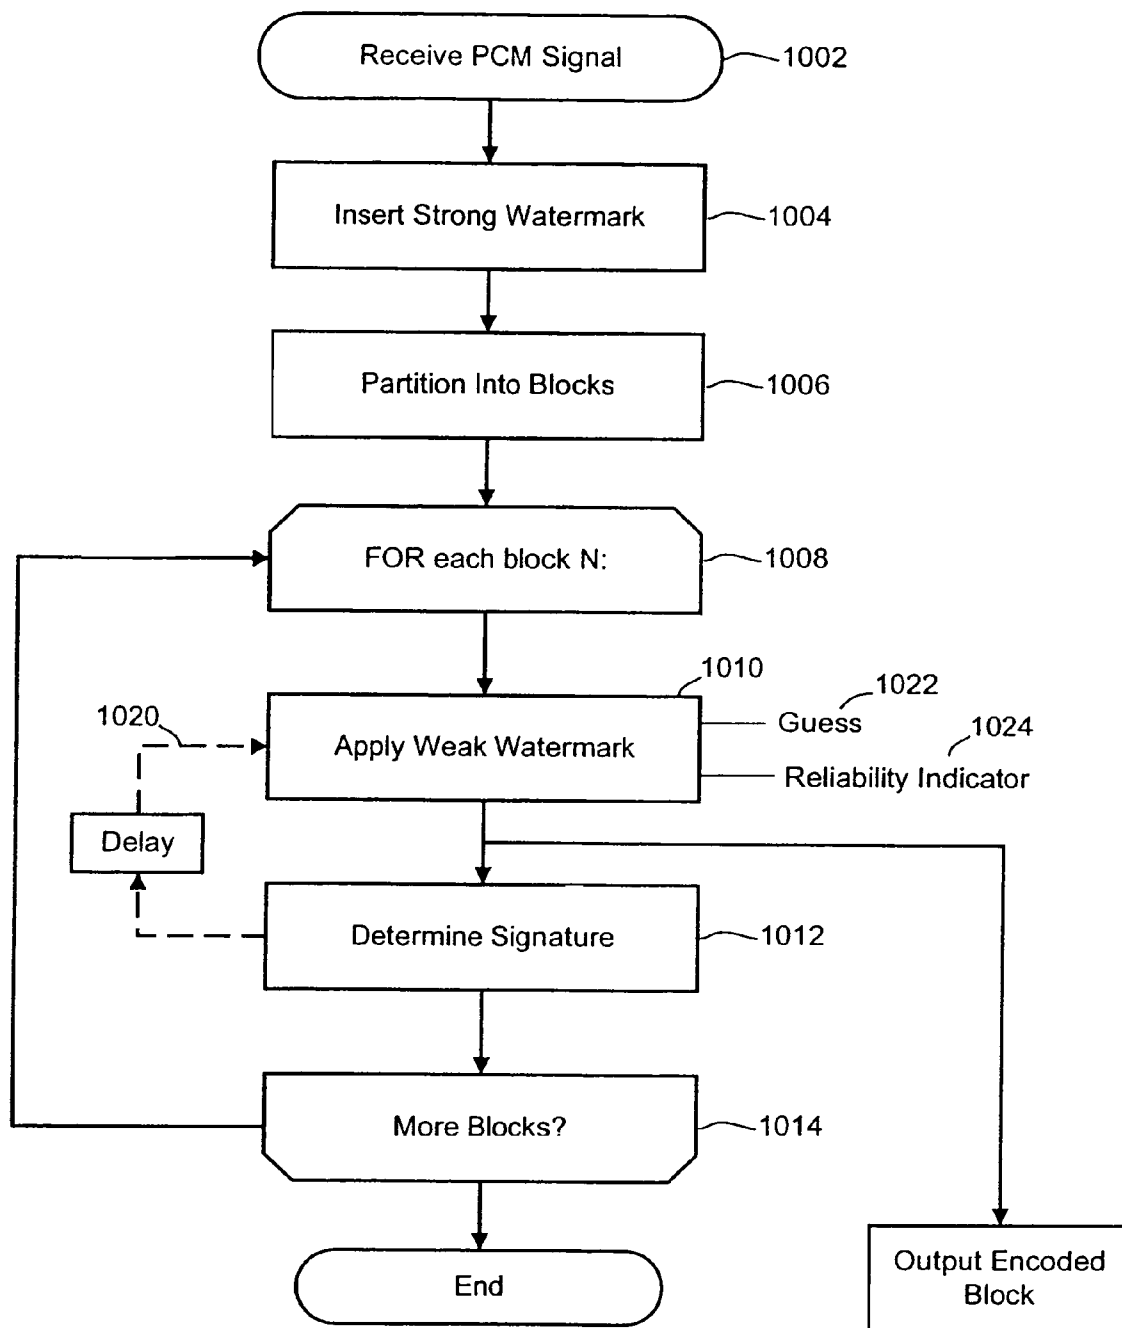 Receive PCM Signal
1002
Insert Strong Watermark
1004
Partition Into Blocks
1006
FOR each block N:
1008
1010
1022
Guess
1020
Apply Weak Watermark
1024
Reliability Indicator
Delay
Determine Signature
1012
More Blocks?
1014
Output Encoded
Block
End